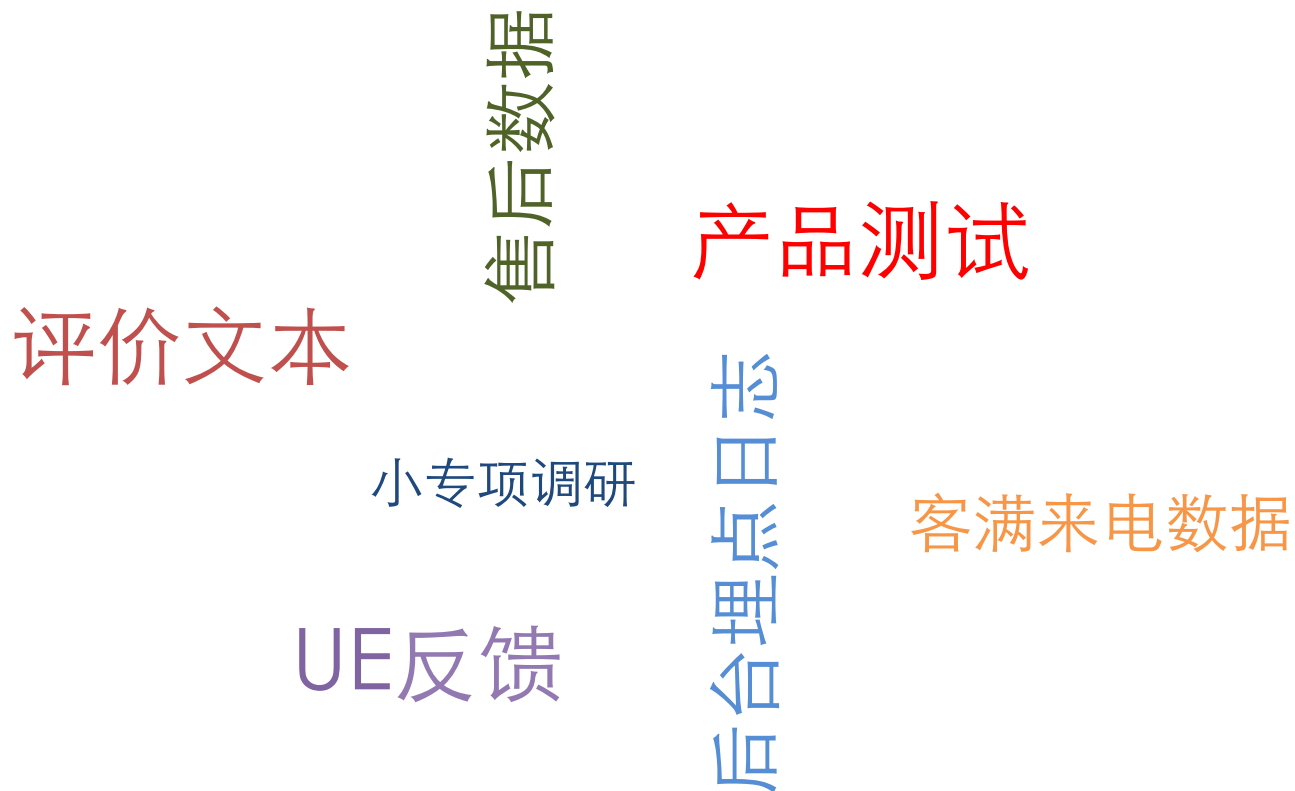 售后数据
产品测试
评价文本
小专项调研
后台埋点日志
客满来电数据
UE反馈